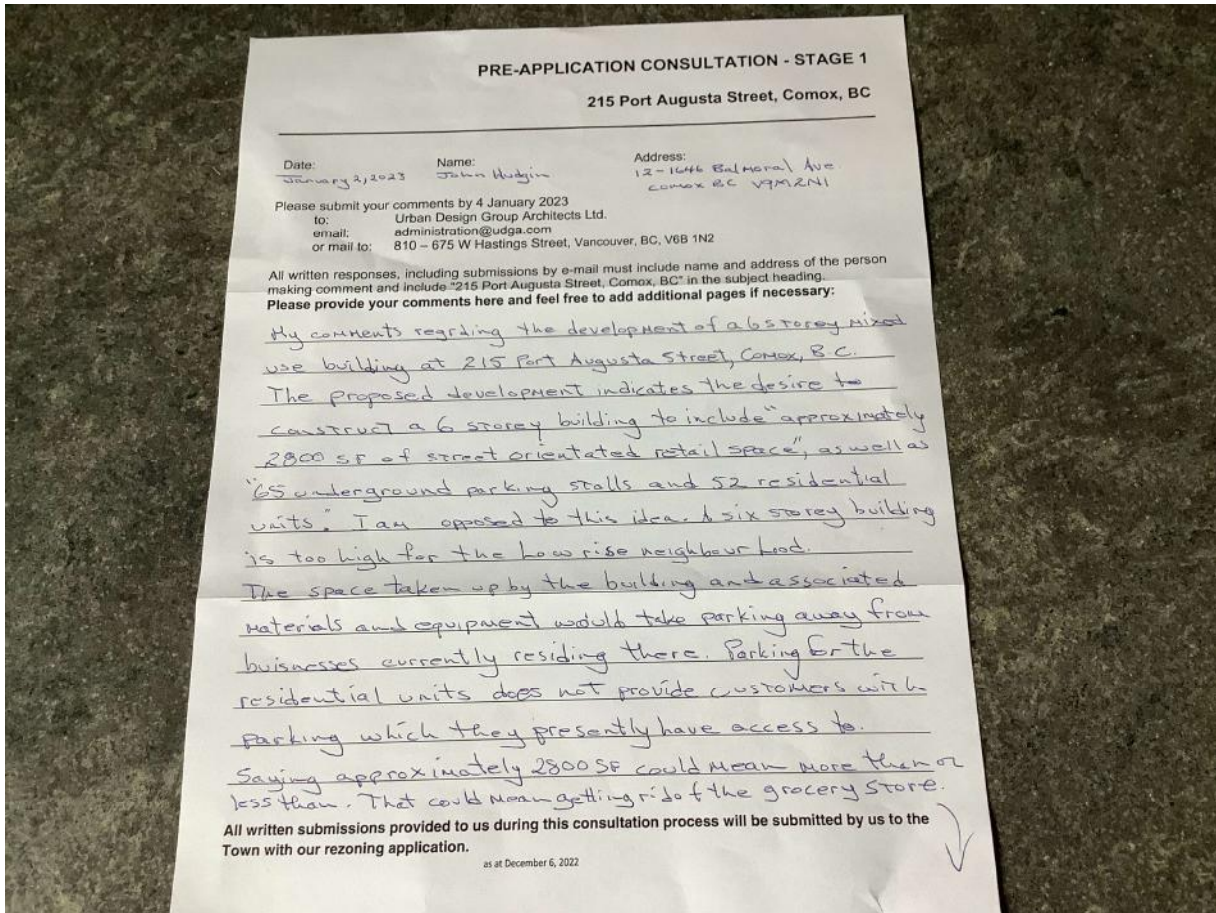 PRE-APPLICATION CONSULTATION - STAGE 1
215 Port Augusta Street, Comox, BC
Date: Name: Address:
January 2, 2023 John Hudgin 12-1646 Balmoral Ave.
Comox BC V9M2N1
Please submit your comments by 4 January 2023
to: Urban Design Group Architects Ltd.
email: administration@udga.com
or mail to: 810 – 675 W Hastings Street, Vancouver, BC, V6B 1N2
All written responses, including submissions by e-mail must include name and address of the person
making comment and include "215 Port Augusta Street, Comox, BC" in the subject heading.
Please provide your comments here and feel free to add additional pages if necessary:
My comments regrding the development of a 6 storey mixed
use building at 215 Port Augusta Street, Comox, B.C.
The proposed development indicates the desire to
construct a 6 storey building to include "approximately
2800 SF of street orientated retail space", as well as
"65 underground parking stalls and 52 residential
units." I am opposed to this idea. A six storey building
is too high for the low rise neighbourhood.
The space taken up by the building and associated
materials and equipment would take parking away from
buisnesses currently residing there. Parking for the
residential units does not provide customers with
parking which they presently have access to.
Saying approximately 2800 SF could mean more than or
less than. That could mean getting rid of the grocery store.
All written submissions provided to us during this consultation process will be submitted by us to the
Town with our rezoning application.
as at December 6, 2022